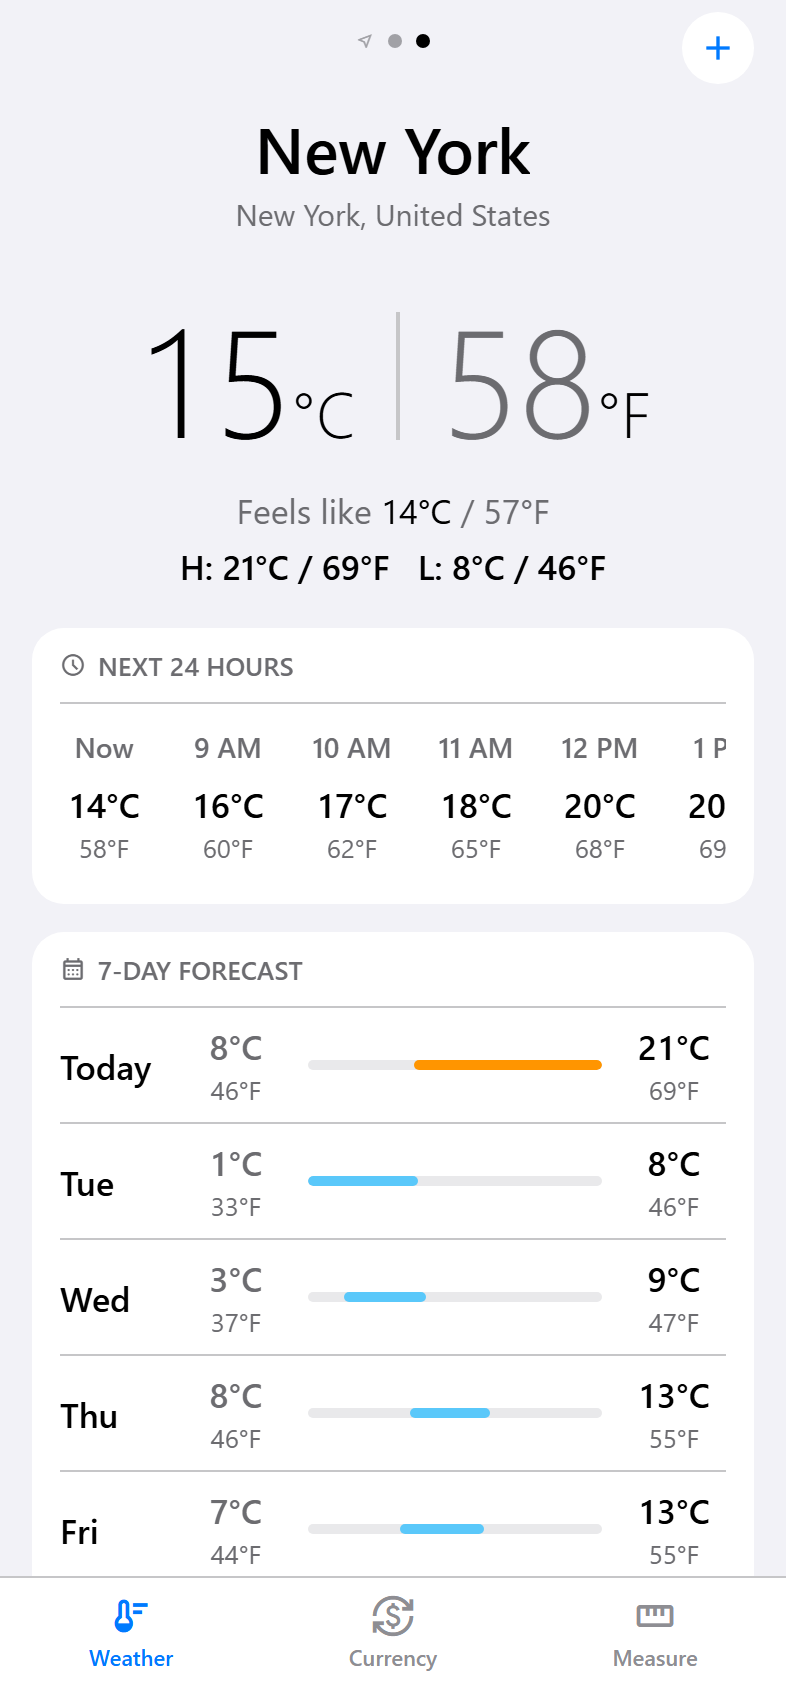 New York
New York, United States
15°C 58°F
Feels like 14°C / 57°F
H: 21°C / 69°F L: 8°C / 46°F
NEXT 24 HOURS
Now 9 AM 10 AM 11 AM 12 PM 1 P
14°C 16°C 17°C 18°C 20°C 20
58°F 60°F 62°F 65°F 68°F 69
7-DAY FORECAST
Today 8°C 21°C
46°F 69°F
Tue 1°C 8°C
33°F 46°F
Wed 3°C 9°C
37°F 47°F
Thu 8°C 13°C
46°F 55°F
Fri 7°C 13°C
44°F 55°F
Weather Currency Measure